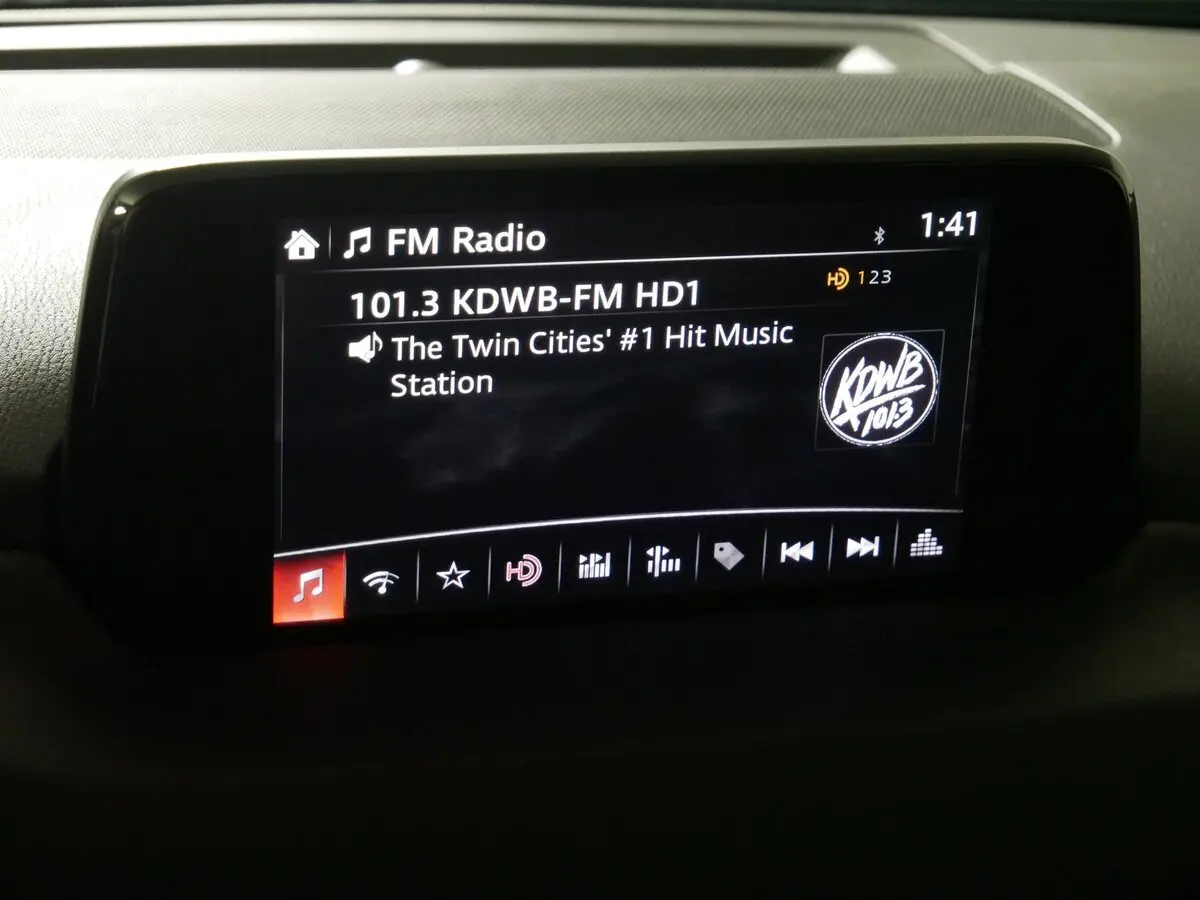 FM Radio
1:41
101.3 KDWB-FM HD1
HD 123
The Twin Cities' #1 Hit Music
Station
KDWB
101.3
HD